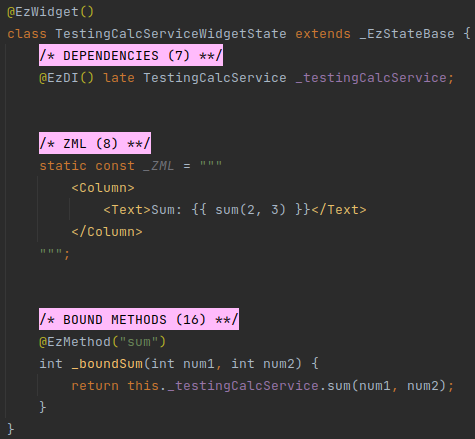 @EzWidget()
class TestingCalcServiceWidgetState extends _EzStateBase {
/* DEPENDENCIES (7) **/
@EzDI() late TestingCalcService _testingCalcService;
/* ZML (8) **/
static const _ZML = """
<Column>
<Text>Sum: {{ sum(2, 3) }}</Text>
</Column>
""";
/* BOUND METHODS (16) **/
@EzMethod("sum")
int _boundSum(int num1, int num2) {
return this._testingCalcService.sum(num1, num2);
}
}